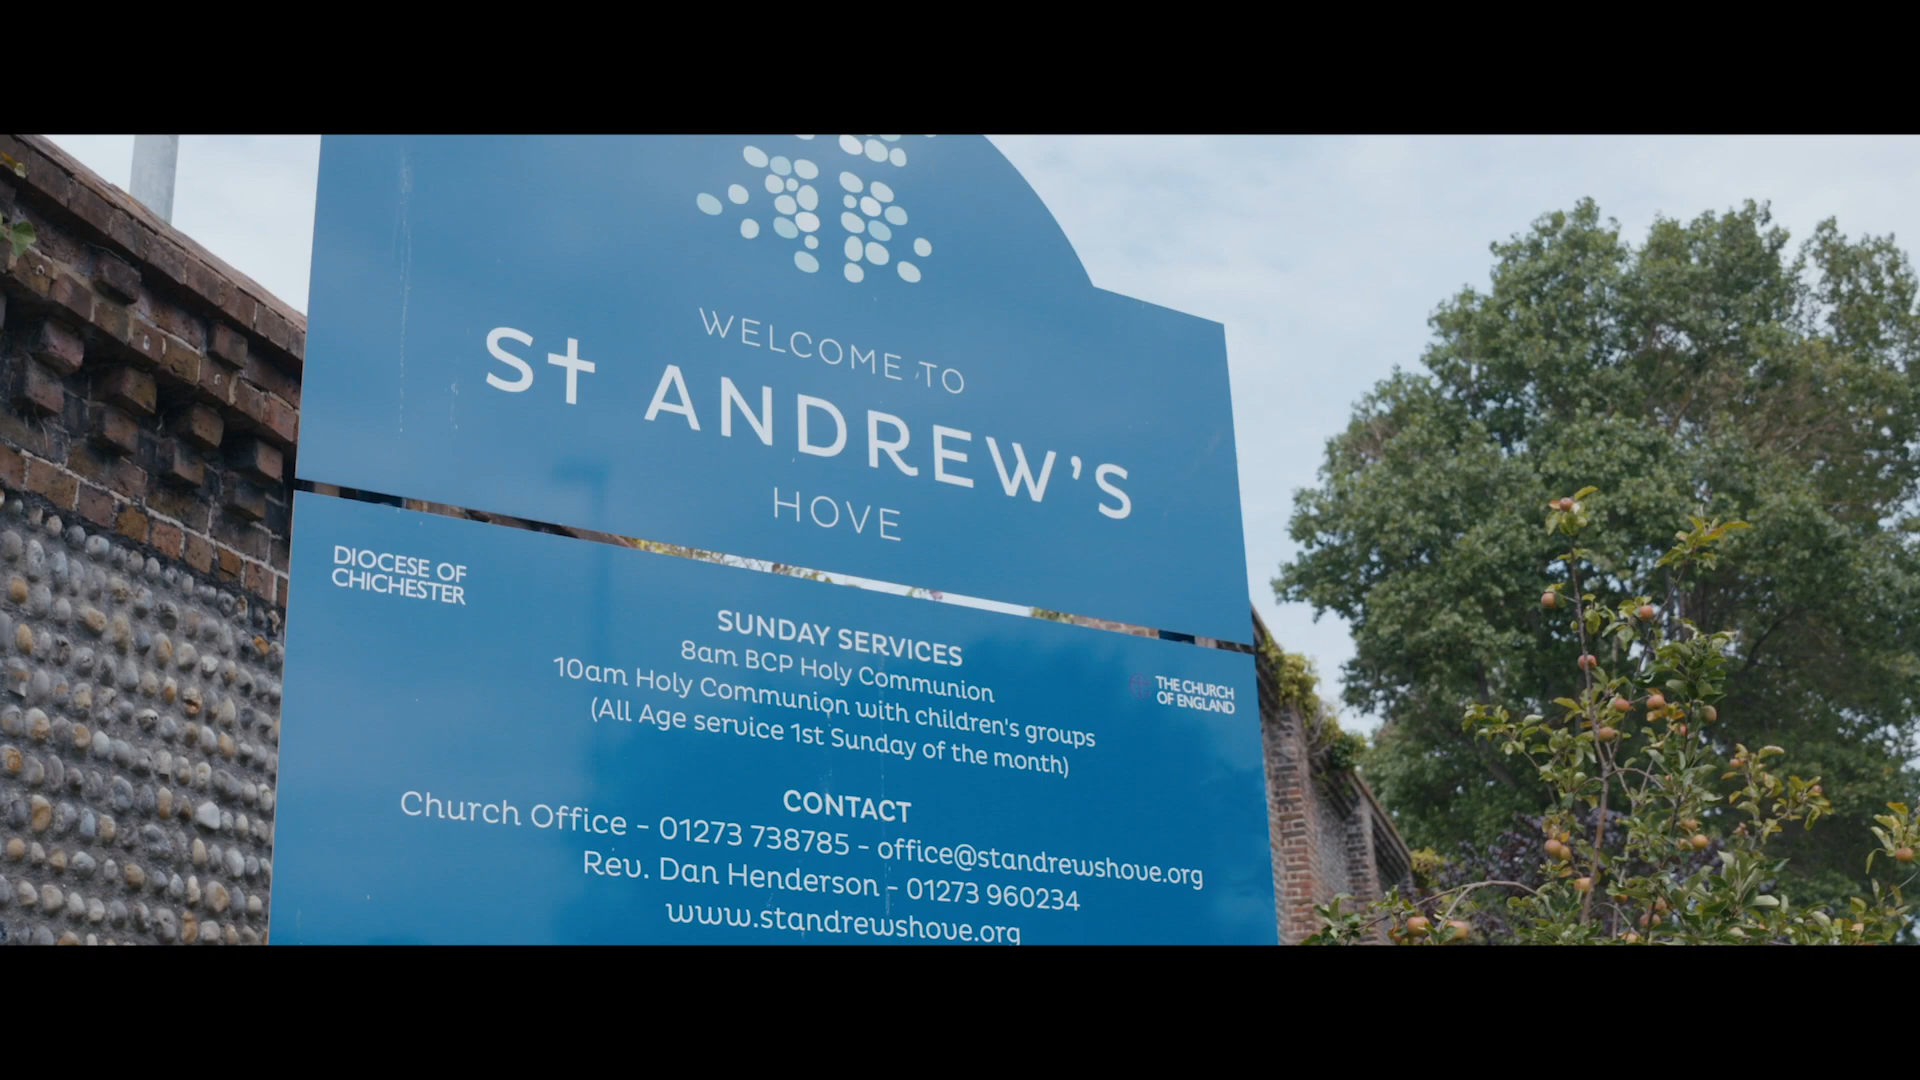 WELCOME TO
St ANDREW'S
HOVE
DIOCESE OF
CHICHESTER
SUNDAY SERVICES
8am BCP Holy Communion
10am Holy Communion with children's groups
(All Age service 1st Sunday of the month)
THE CHURCH
OF ENGLAND
CONTACT
Church Office - 01273 738785 - office@standrewshove.org
Rev. Dan Henderson - 01273 960234
www.standrewshove.org